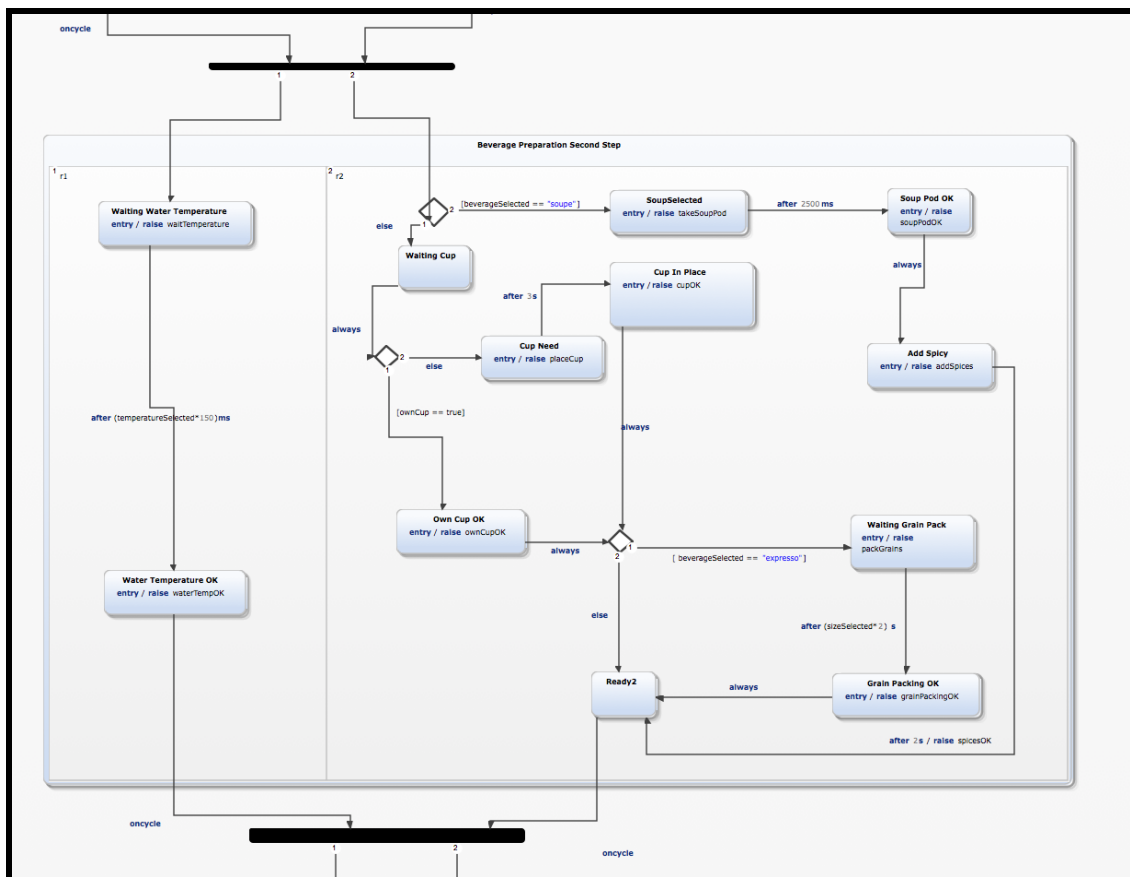 oncycle
1
2
Beverage Preparation Second Step
1
r1
2
r2
Waiting Water Temperature
entry / raise waitTemperature
after (temperatureSelected*150)ms
Water Temperature OK
entry / raise waterTempOK
2
[beverageSelected == "soupe"]
1
else
SoupSelected
entry / raise takeSoupPod
after 2500 ms
Soup Pod OK
entry / raise
soupPodOK
always
Add Spicy
entry / raise addSpices
Waiting Cup
always
2
1
else
Cup Need
entry / raise placeCup
after 3s
Cup In Place
entry / raise cupOK
always
[ownCup == true]
Own Cup OK
entry / raise ownCupOK
always
1
2
[ beverageSelected == "expresso"]
Waiting Grain Pack
entry / raise
packGrains
after (sizeSelected*2) s
Grain Packing OK
entry / raise grainPackingOK
always
else
Ready2
after 2s / raise spicesOK
oncycle
oncycle
1
2